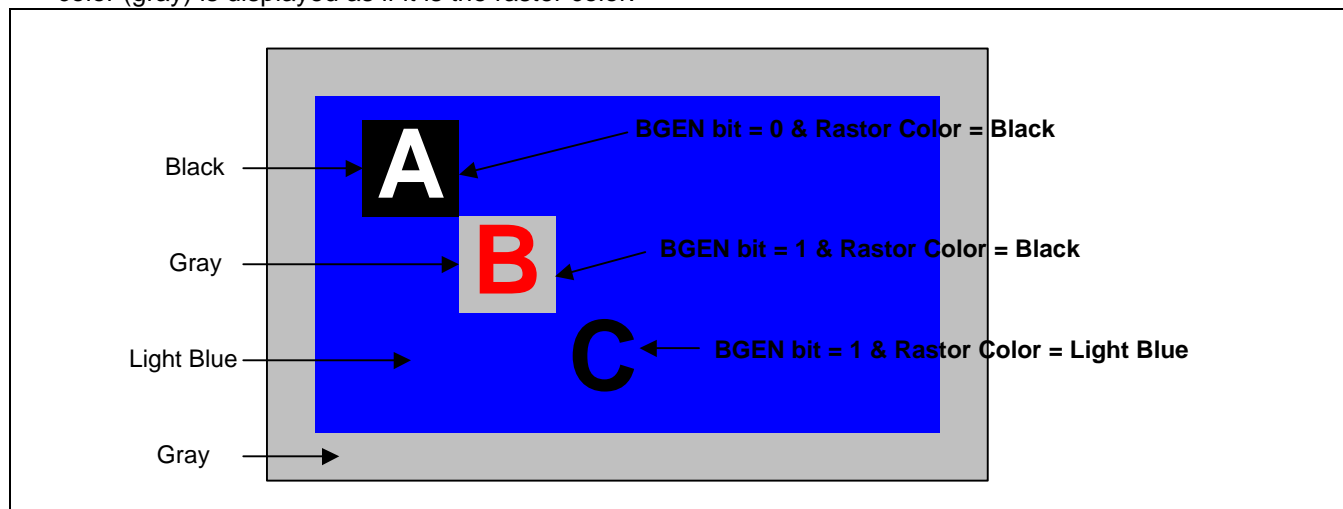 color (gray) is displayed as if it is the rastor color.
BGEN bit = 0 & Rastor Color = Black
Black
A
BGEN bit = 1 & Rastor Color = Black
Gray
B
Light Blue
C
BGEN bit = 1 & Rastor Color = Light Blue
Gray